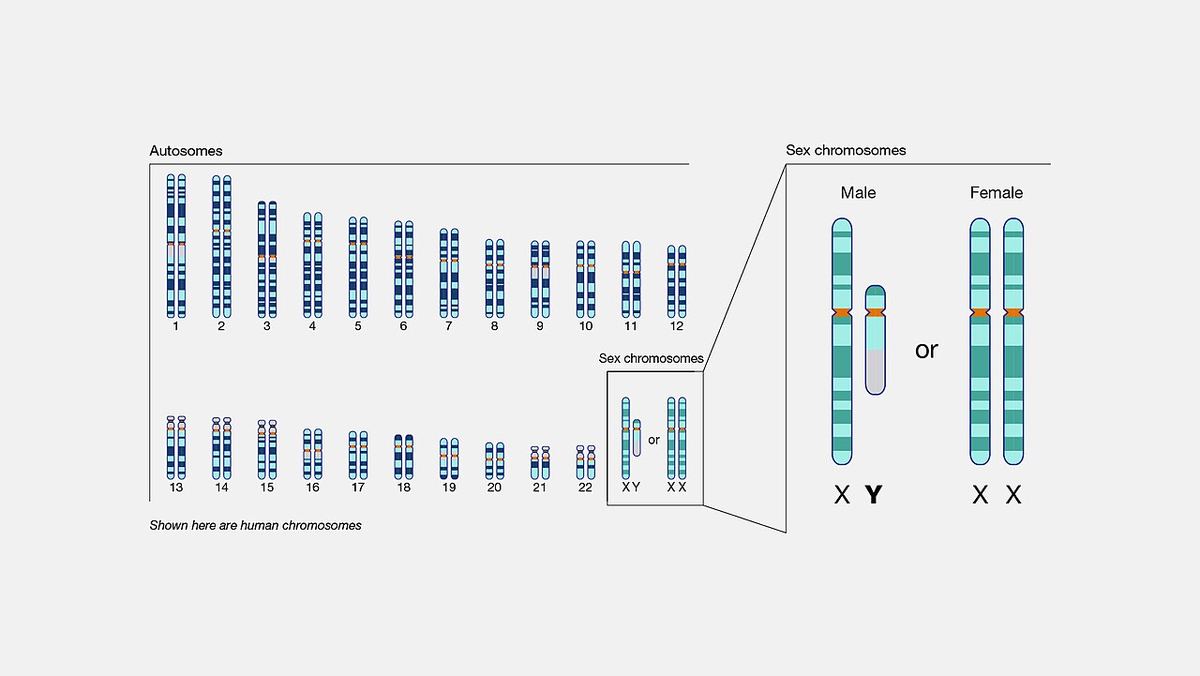 Autosomes
1 2 3 4 5 6 7 8 9 10 11 12
Sex chromosomes
or
13 14 15 16 17 18 19 20 21 22 X Y X X
Shown here are human chromosomes
Sex chromosomes
Male Female
or
X Y X X